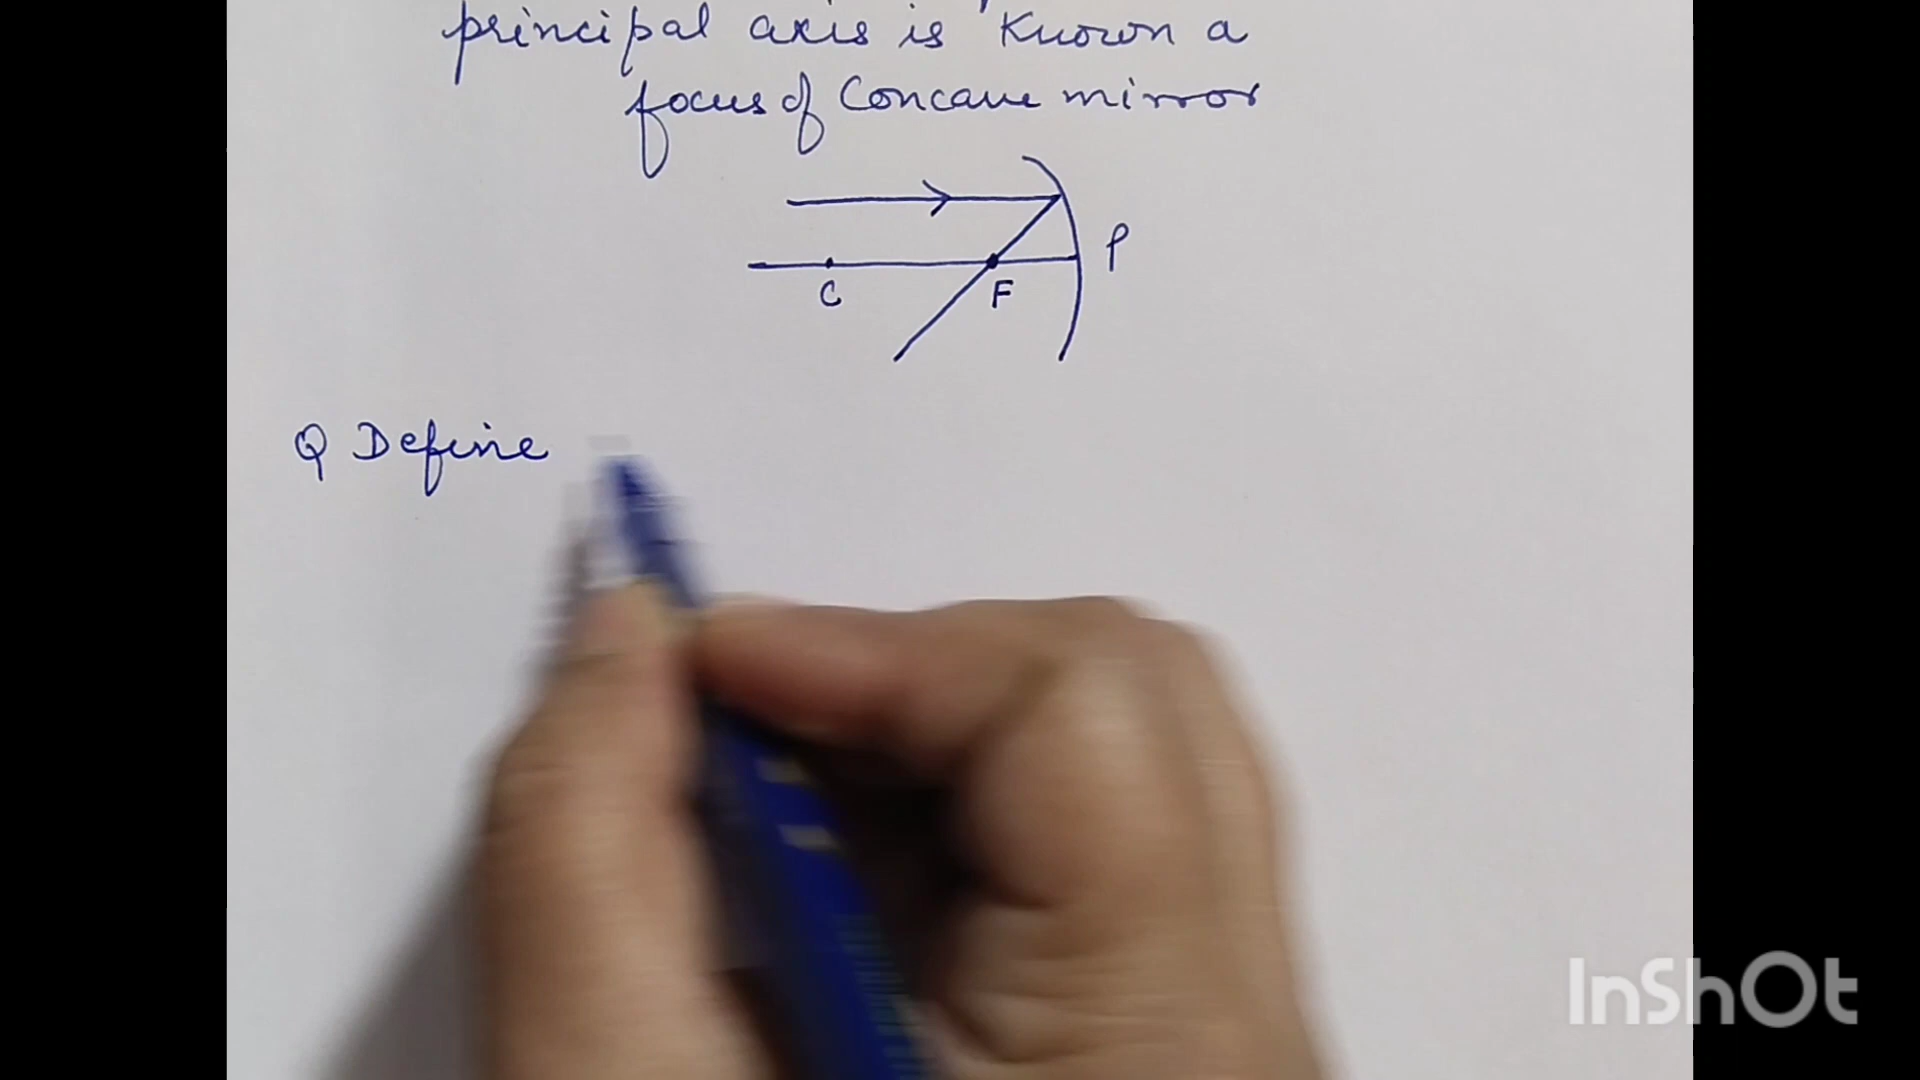 principal axis is known a
focus of Concave mirror
P
C
F
Q Define
InShOt